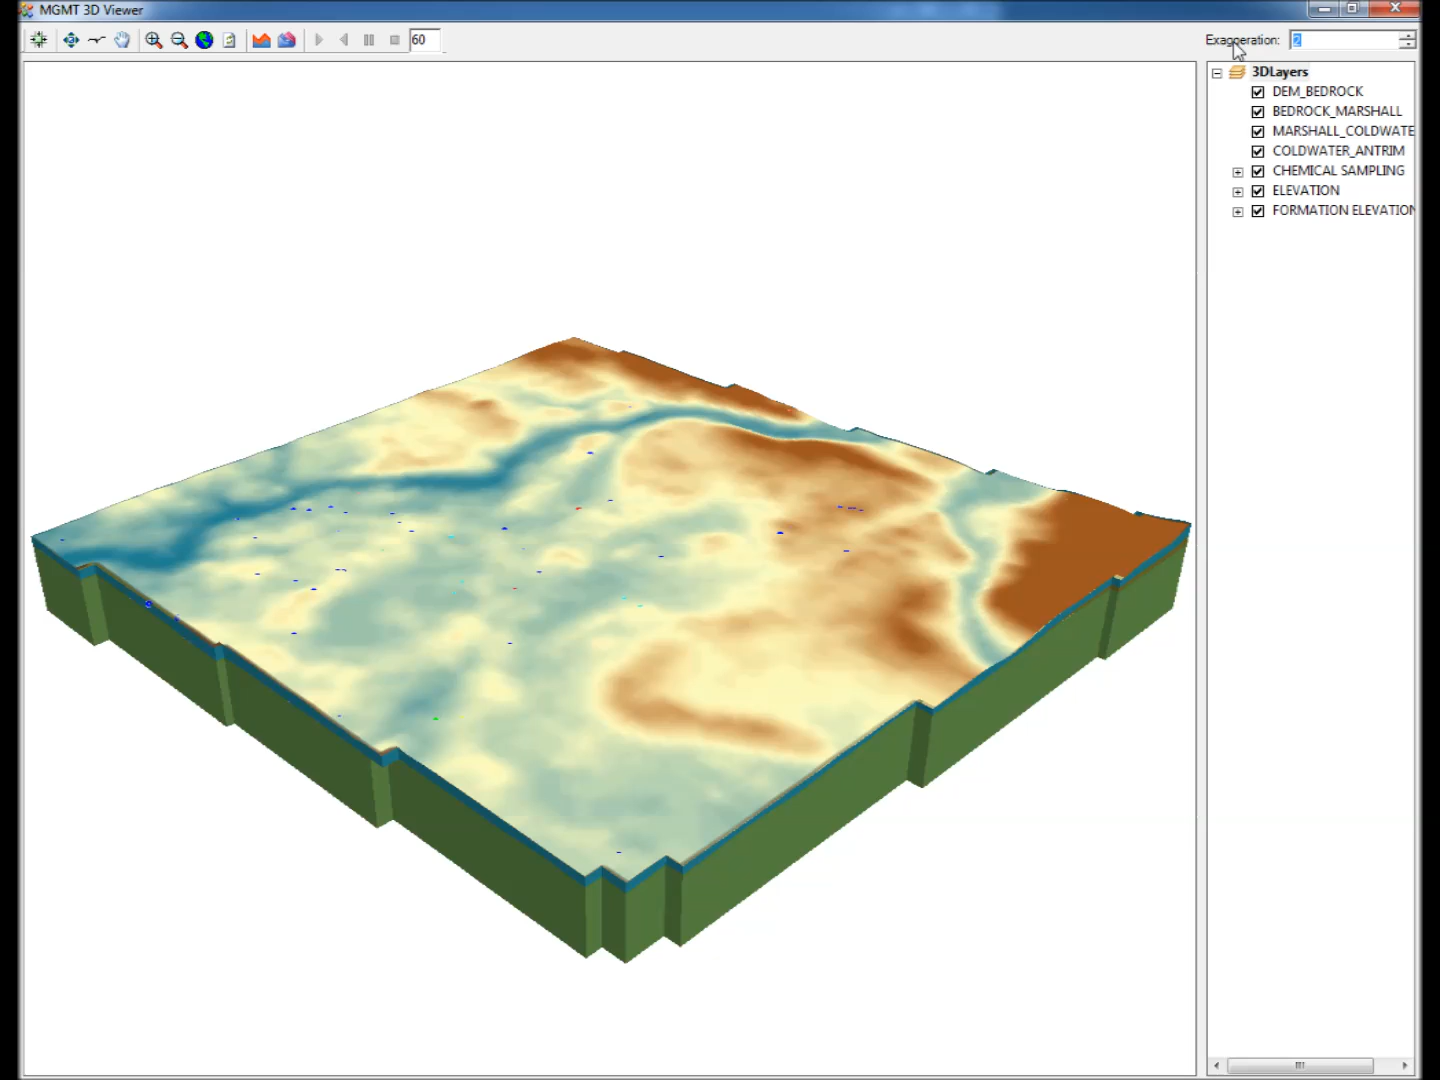 MGMT 3D Viewer
60
Exaggeration:
2
3DLayers
DEM_BEDROCK
BEDROCK_MARSHALL
MARSHALL_COLDWATE
COLDWATER_ANTRIM
CHEMICAL SAMPLING
ELEVATION
FORMATION ELEVATION